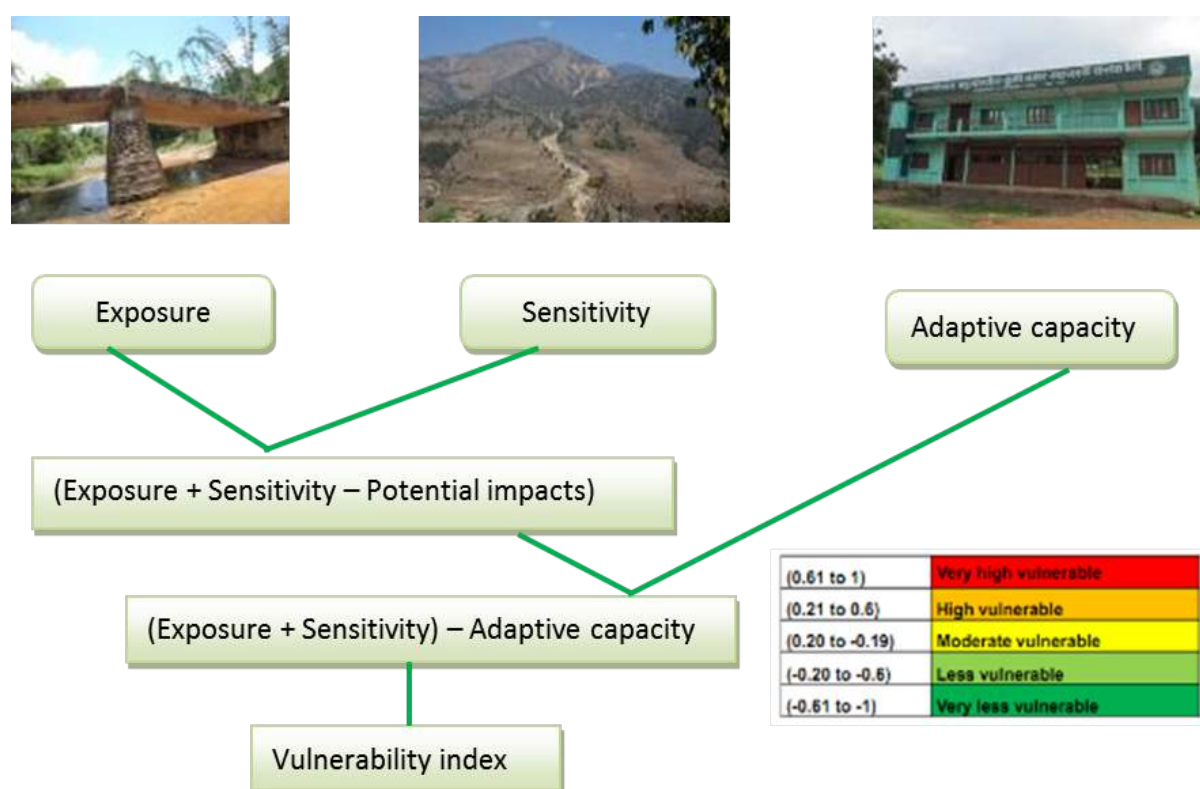 Exposure
Sensitivity
Adaptive capacity
(Exposure + Sensitivity – Potential impacts)
(Exposure + Sensitivity) – Adaptive capacity
Vulnerability index
(0.61 to 1) Very high vulnerable
(0.21 to 0.6) High vulnerable
(0.20 to -0.19) Moderate vulnerable
(-0.20 to -0.6) Less vulnerable
(-0.61 to -1) Very less vulnerable